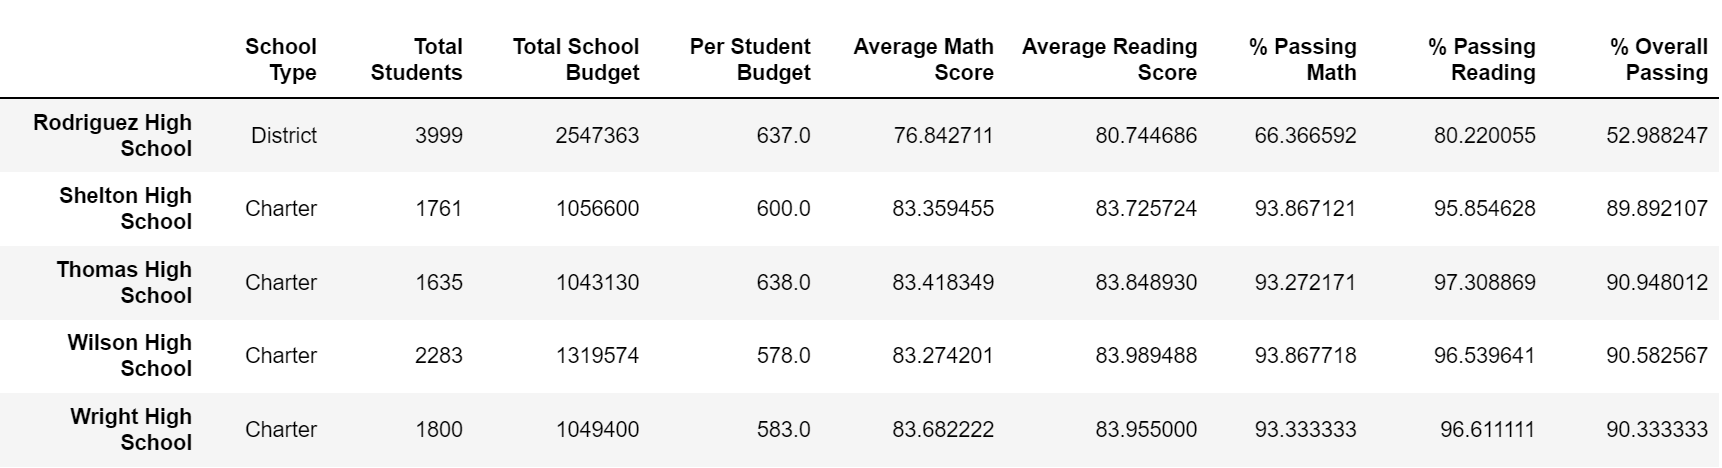 School Type Total Students Total School Budget Per Student Budget Average Math Score Average Reading Score % Passing Math % Passing Reading % Overall Passing
Rodriguez High School District 3999 2547363 637.0 76.842711 80.744686 66.366592 80.220055 52.988247
Shelton High School Charter 1761 1056600 600.0 83.359455 83.725724 93.867121 95.854628 89.892107
Thomas High School Charter 1635 1043130 638.0 83.418349 83.848930 93.272171 97.308869 90.948012
Wilson High School Charter 2283 1319574 578.0 83.274201 83.989488 93.867718 96.539641 90.582567
Wright High School Charter 1800 1049400 583.0 83.682222 83.955000 93.333333 96.611111 90.333333